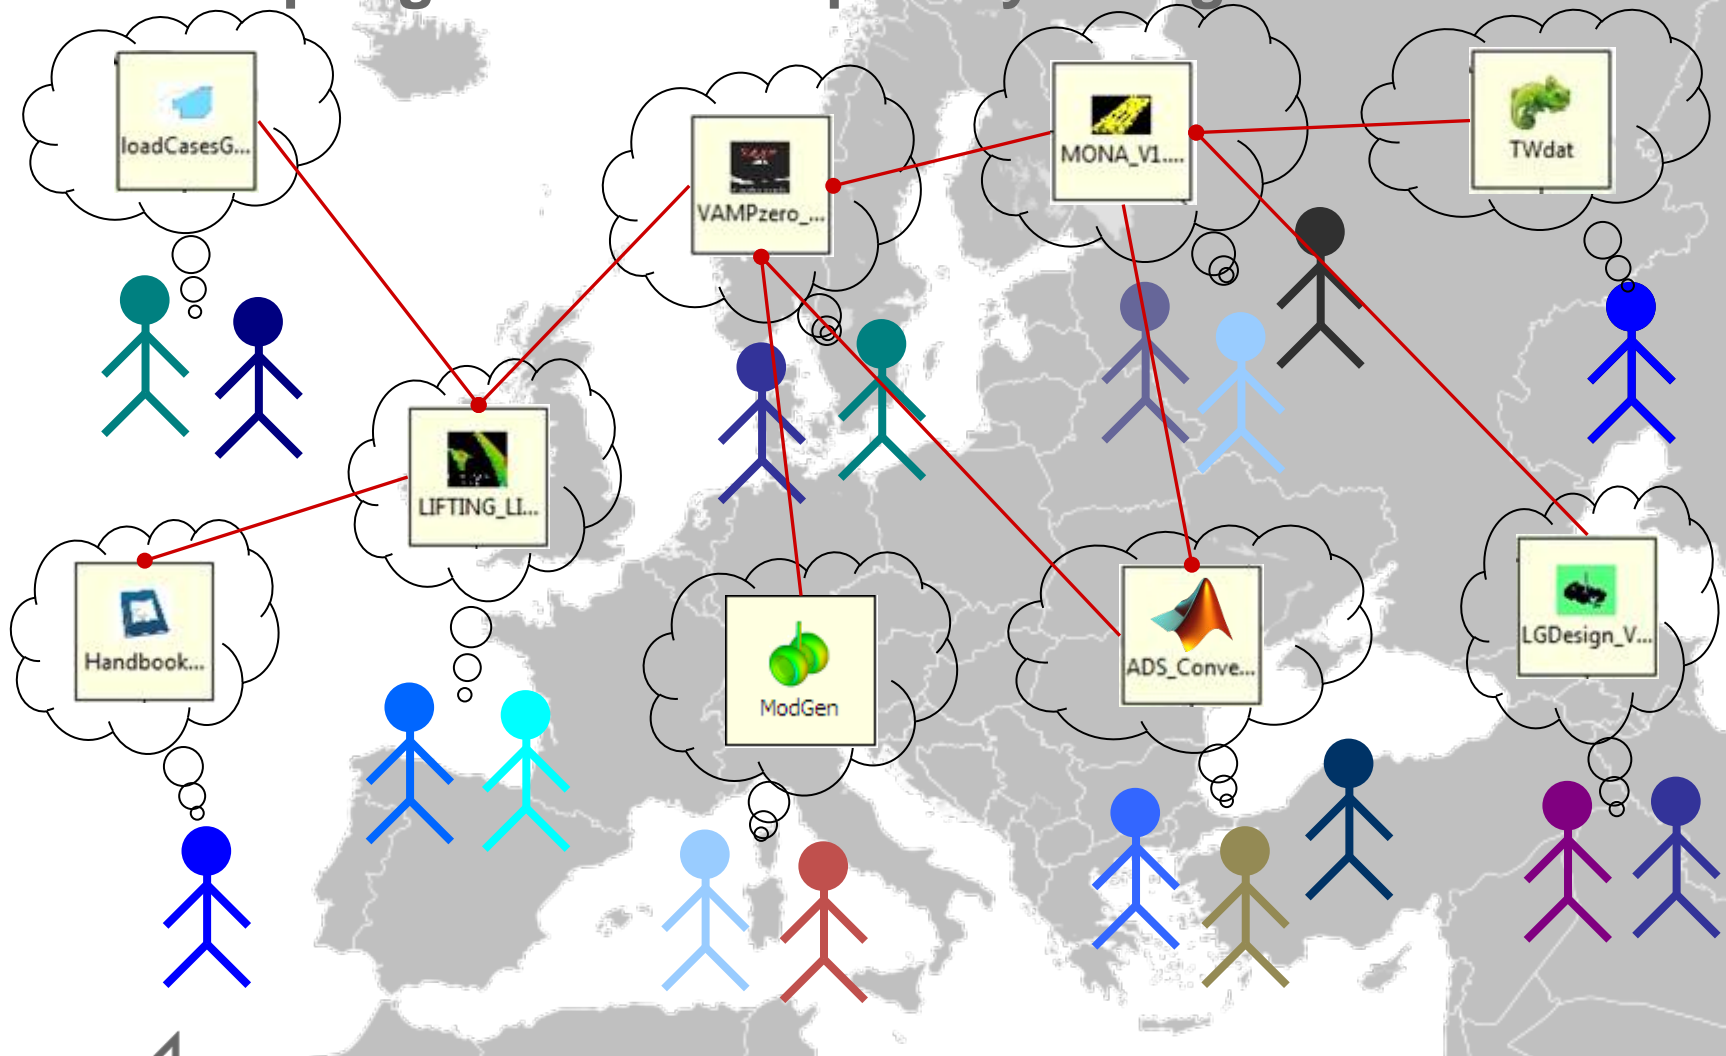 loadCasesG...
VAMPzero_...
MONA_V1....
TWdat
LIFTING_LI...
Handbook...
ModGen
ADS_Conve...
LGDesign_V...